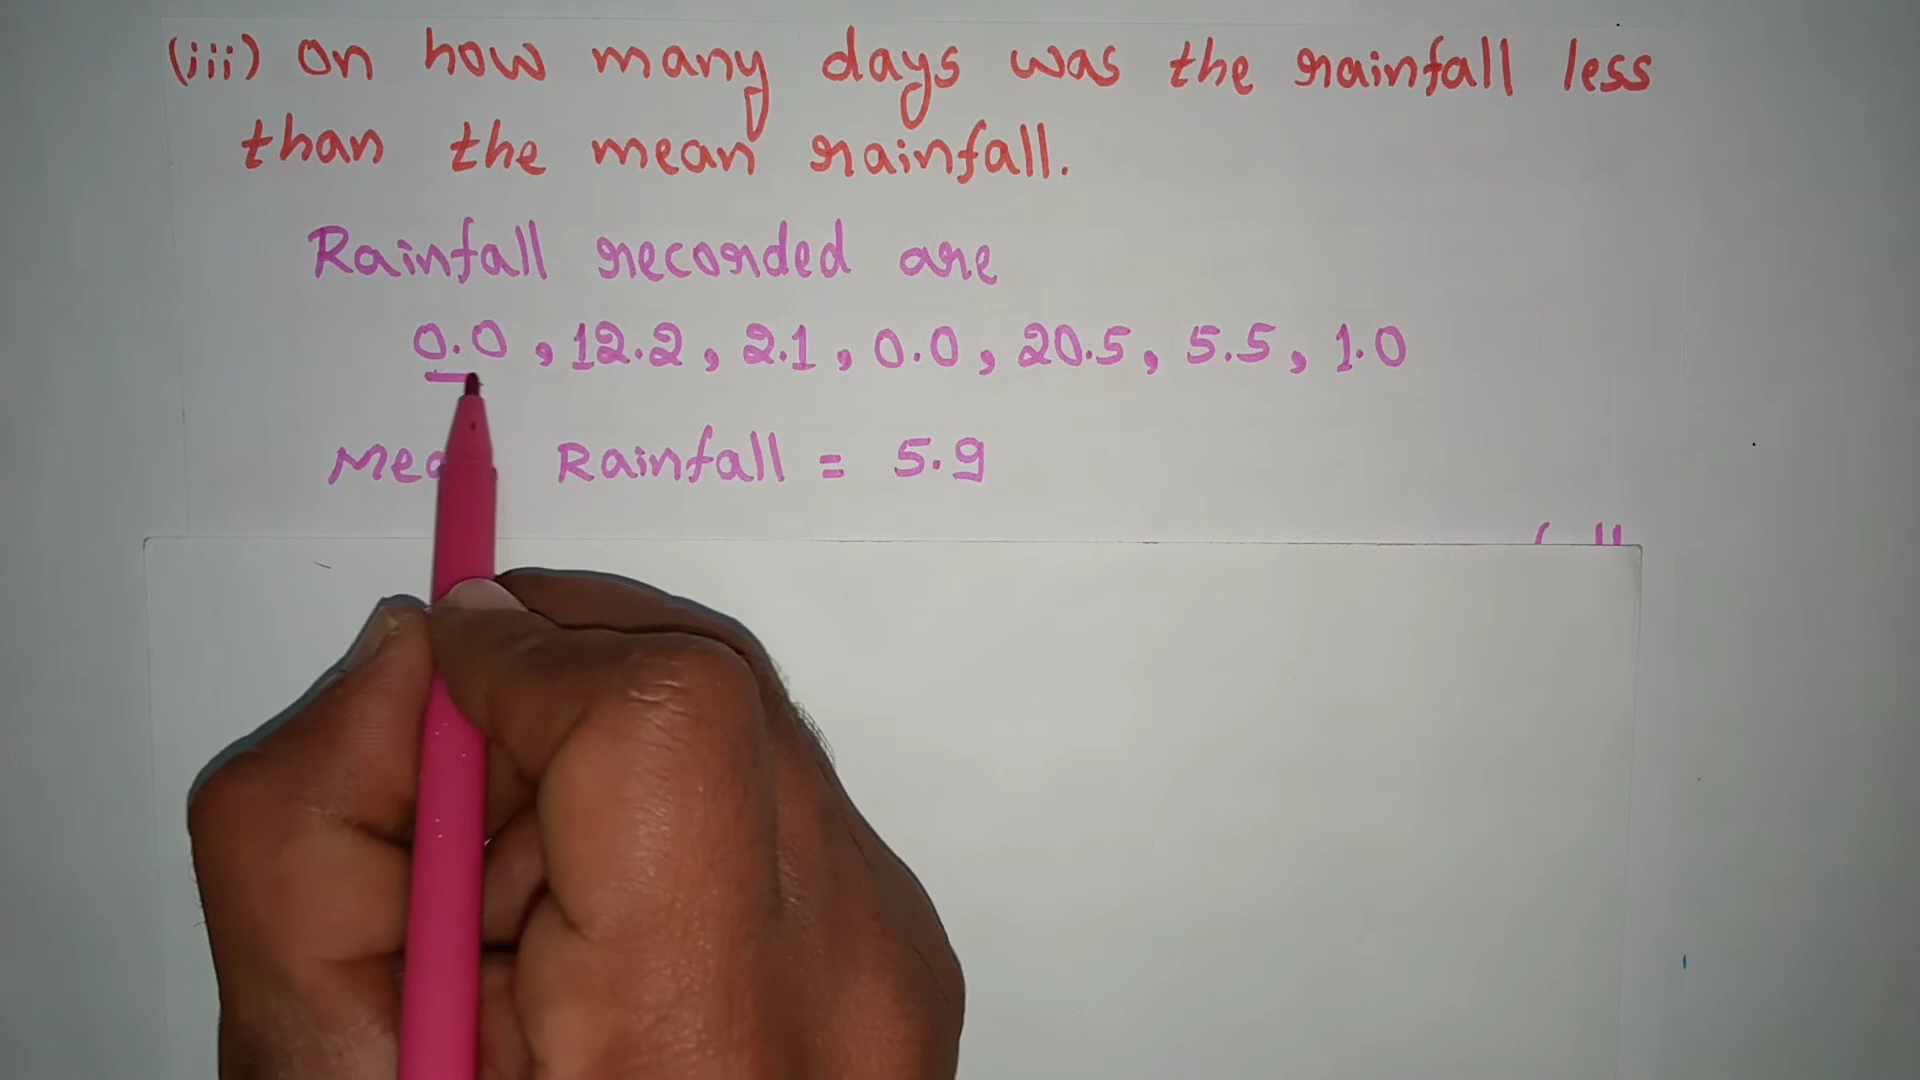 (iii) On how many days was the rainfall less
than the mean rainfall.
Rainfall recorded are
0.0, 12.2, 2.1, 0.0, 20.5, 5.5, 1.0
Rainfall = 5.9